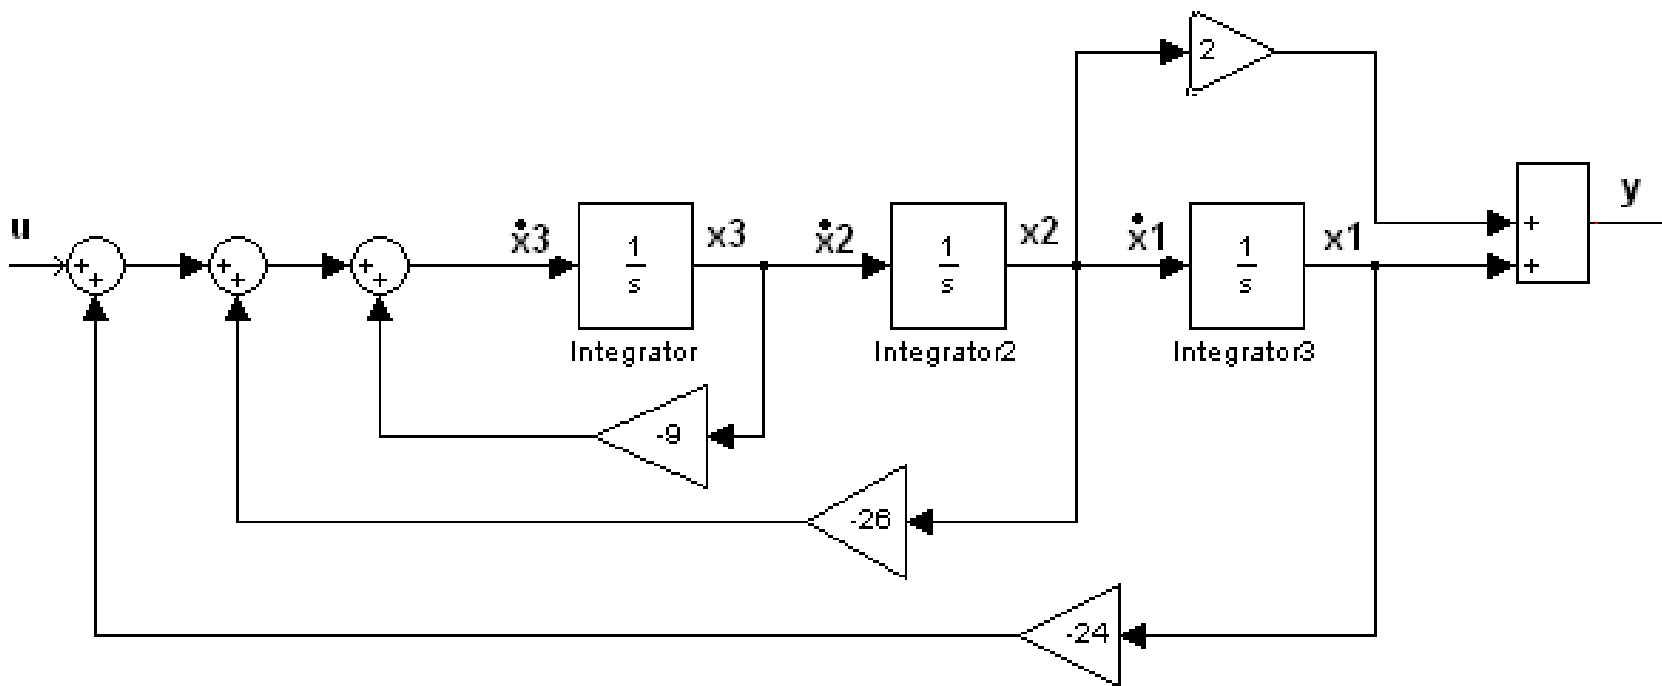 2
y
u
ẋ3
x3
ẋ2
x2
ẋ1
x1
+
+
+
+
+
+
+
+
1
s
1
s
1
s
Integrator
Integrator2
Integrator3
-9
-26
-24